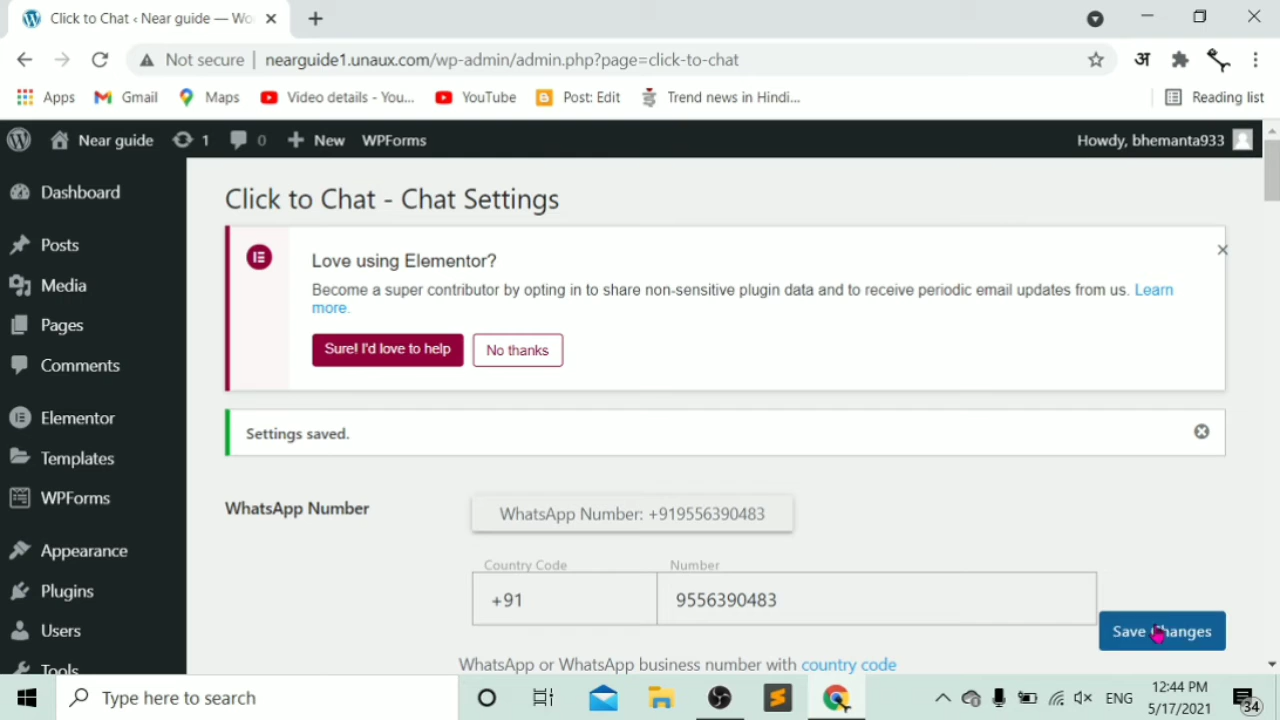 Click to Chat ‹ Near guide — Wo
Not secure nearguide1.unaux.com/wp-admin/admin.php?page=click-to-chat
अ
Apps Gmail Maps Video details - You... YouTube Post: Edit Trend news in Hindi... Reading list
Near guide 1 0 New WPForms Howdy, bhemanta933
Dashboard
Posts
Media
Pages
Comments
Elementor
Templates
WPForms
Appearance
Plugins
Users
Tools
Click to Chat - Chat Settings
Love using Elementor?
Become a super contributor by opting in to share non-sensitive plugin data and to receive periodic email updates from us. Learn
more.
Sure! I'd love to help No thanks
Settings saved.
WhatsApp Number WhatsApp Number: +919556390483
Country Code Number
+91 9556390483
Save Changes
WhatsApp or WhatsApp business number with country code
Type here to search ENG 12:44 PM
5/17/2021 34